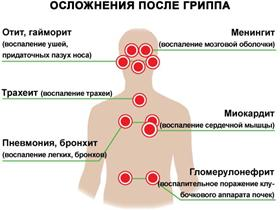 ОСЛОЖНЕНИЯ ПОСЛЕ ГРИППА
Отит, гайморит
(воспаление ушей,
придаточных пазух носа)
Менингит
(воспаление мозговой оболочки)
Трахеит (воспаление трахеи)
Миокардит
(воспаление сердечной мышцы)
Пневмония, бронхит
(воспаление легких, бронхов)
Гломерулонефрит
(воспалительное поражение клу-
бочкового аппарата почек)